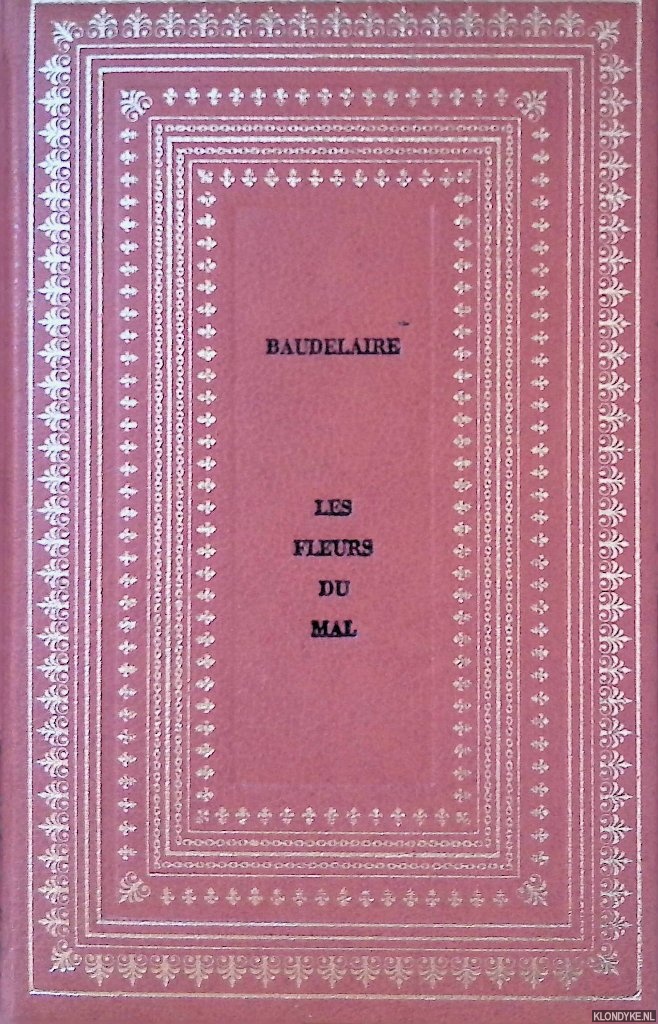 BAUDELAIRE
LES
FLEURS
DU
MAL
KLONDYKE.NL